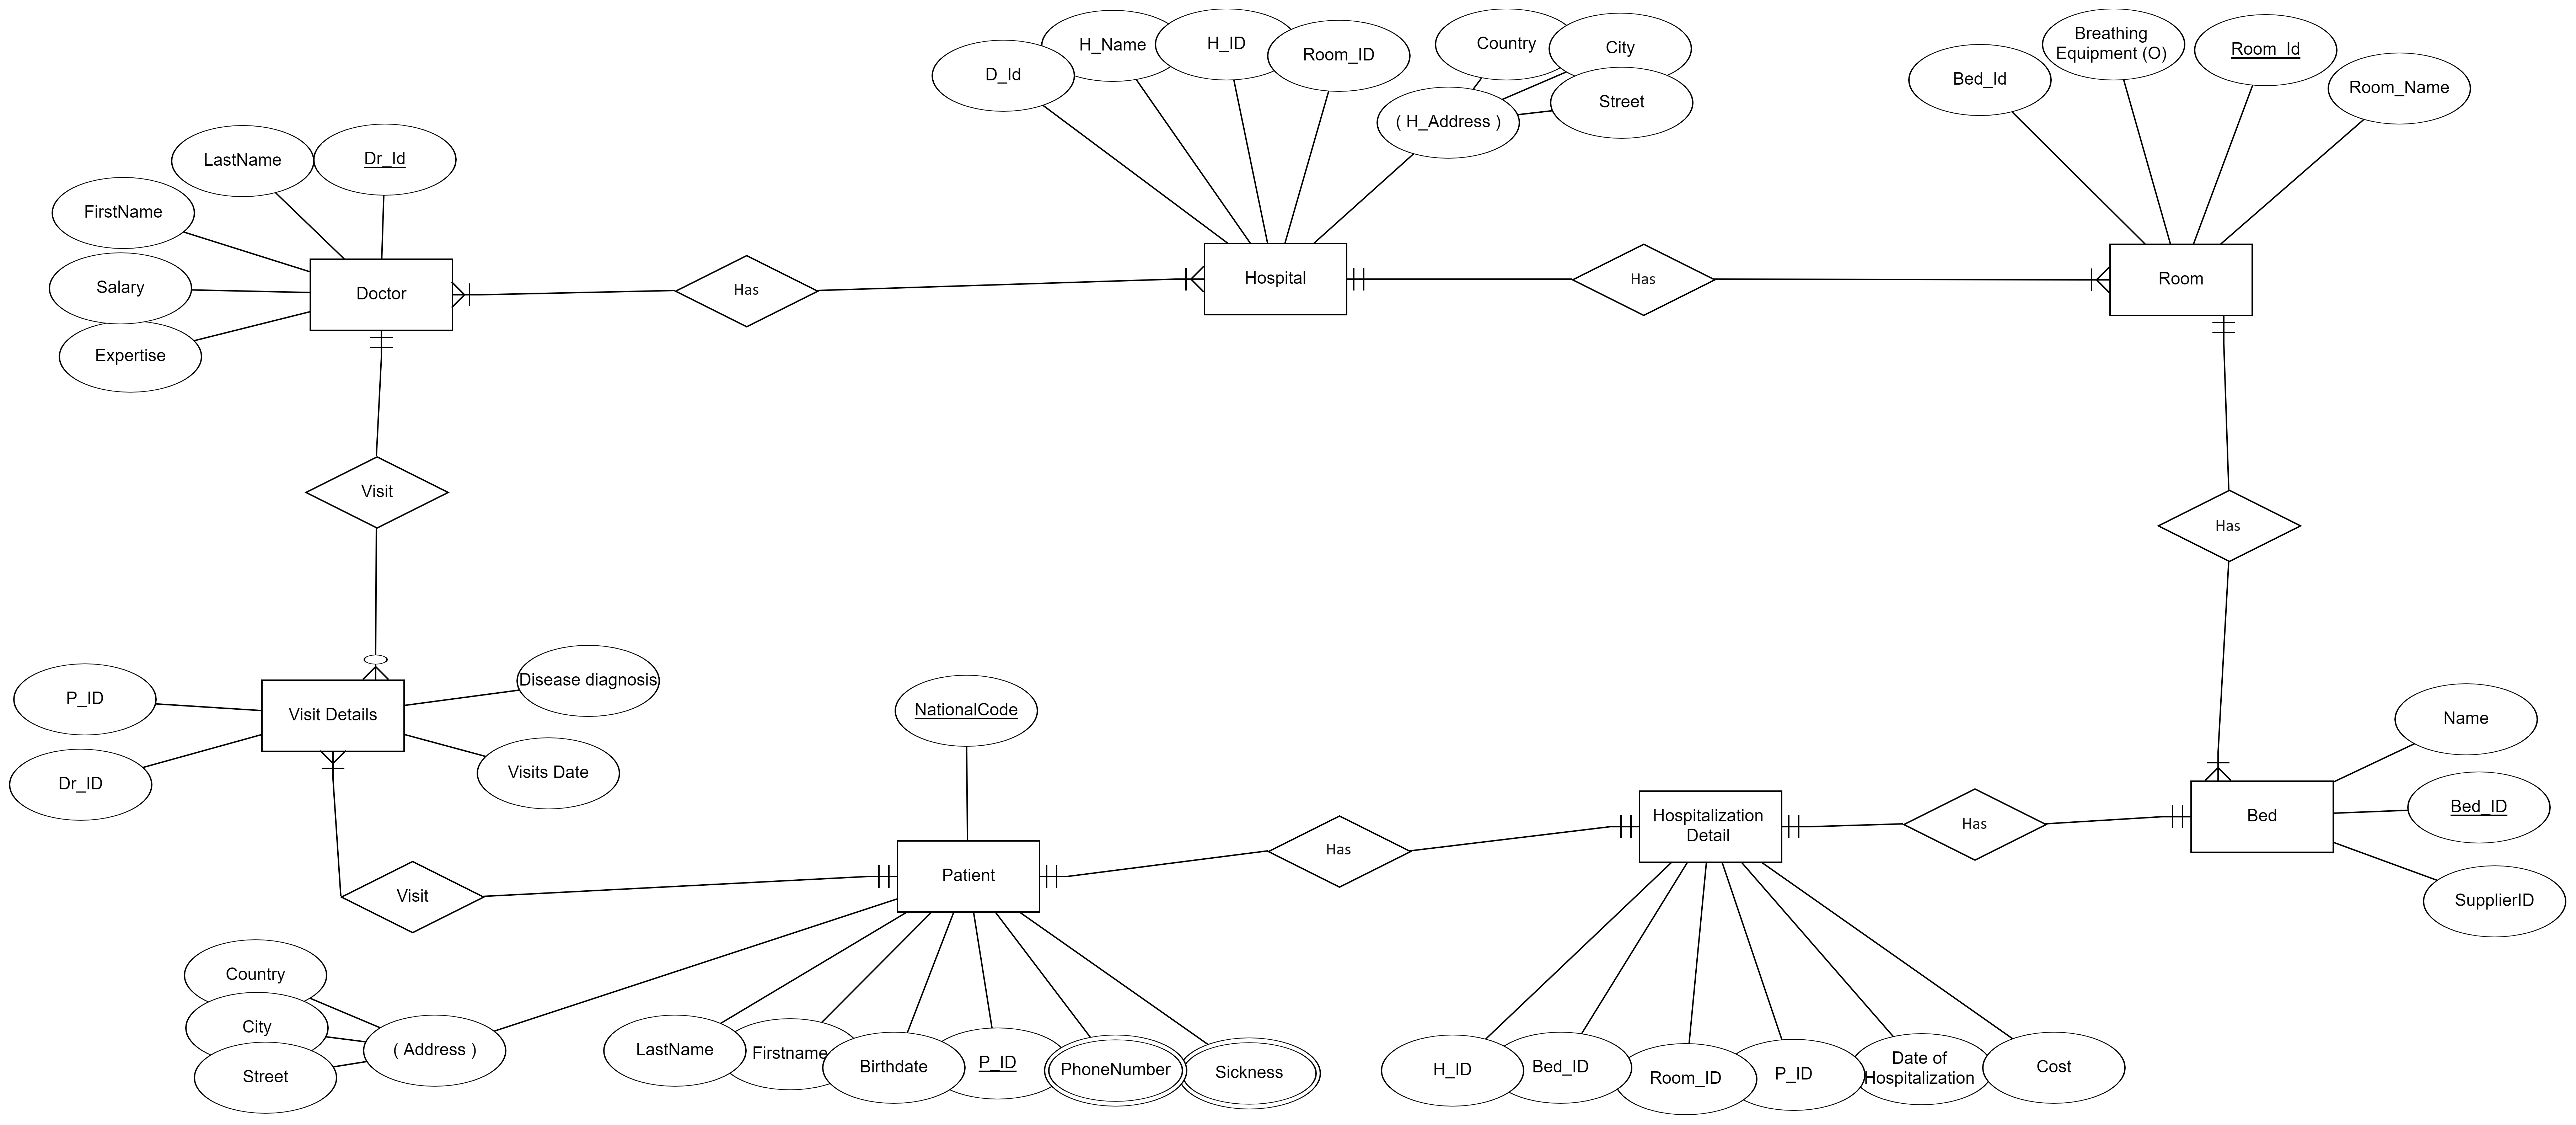 H_Name
H_ID
Room_ID
D_Id
Country
City
Street
( H_Address )
Bed_Id
Breathing
Equipment (O)
Room_Id
Room_Name
LastName
Dr_Id
FirstName
Salary
Expertise
Doctor
Has
Hospital
Has
Room
Visit
Has
P_ID
Dr_ID
Visit Details
Disease diagnosis
Visits Date
NationalCode
Visit
Patient
Has
Hospitalization
Detail
Has
Bed
Name
Bed_ID
SupplierID
Country
City
Street
( Address )
LastName
Firstname
Birthdate
P_ID
PhoneNumber
Sickness
H_ID
Bed_ID
Room_ID
P_ID
Date of
Hospitalization
Cost